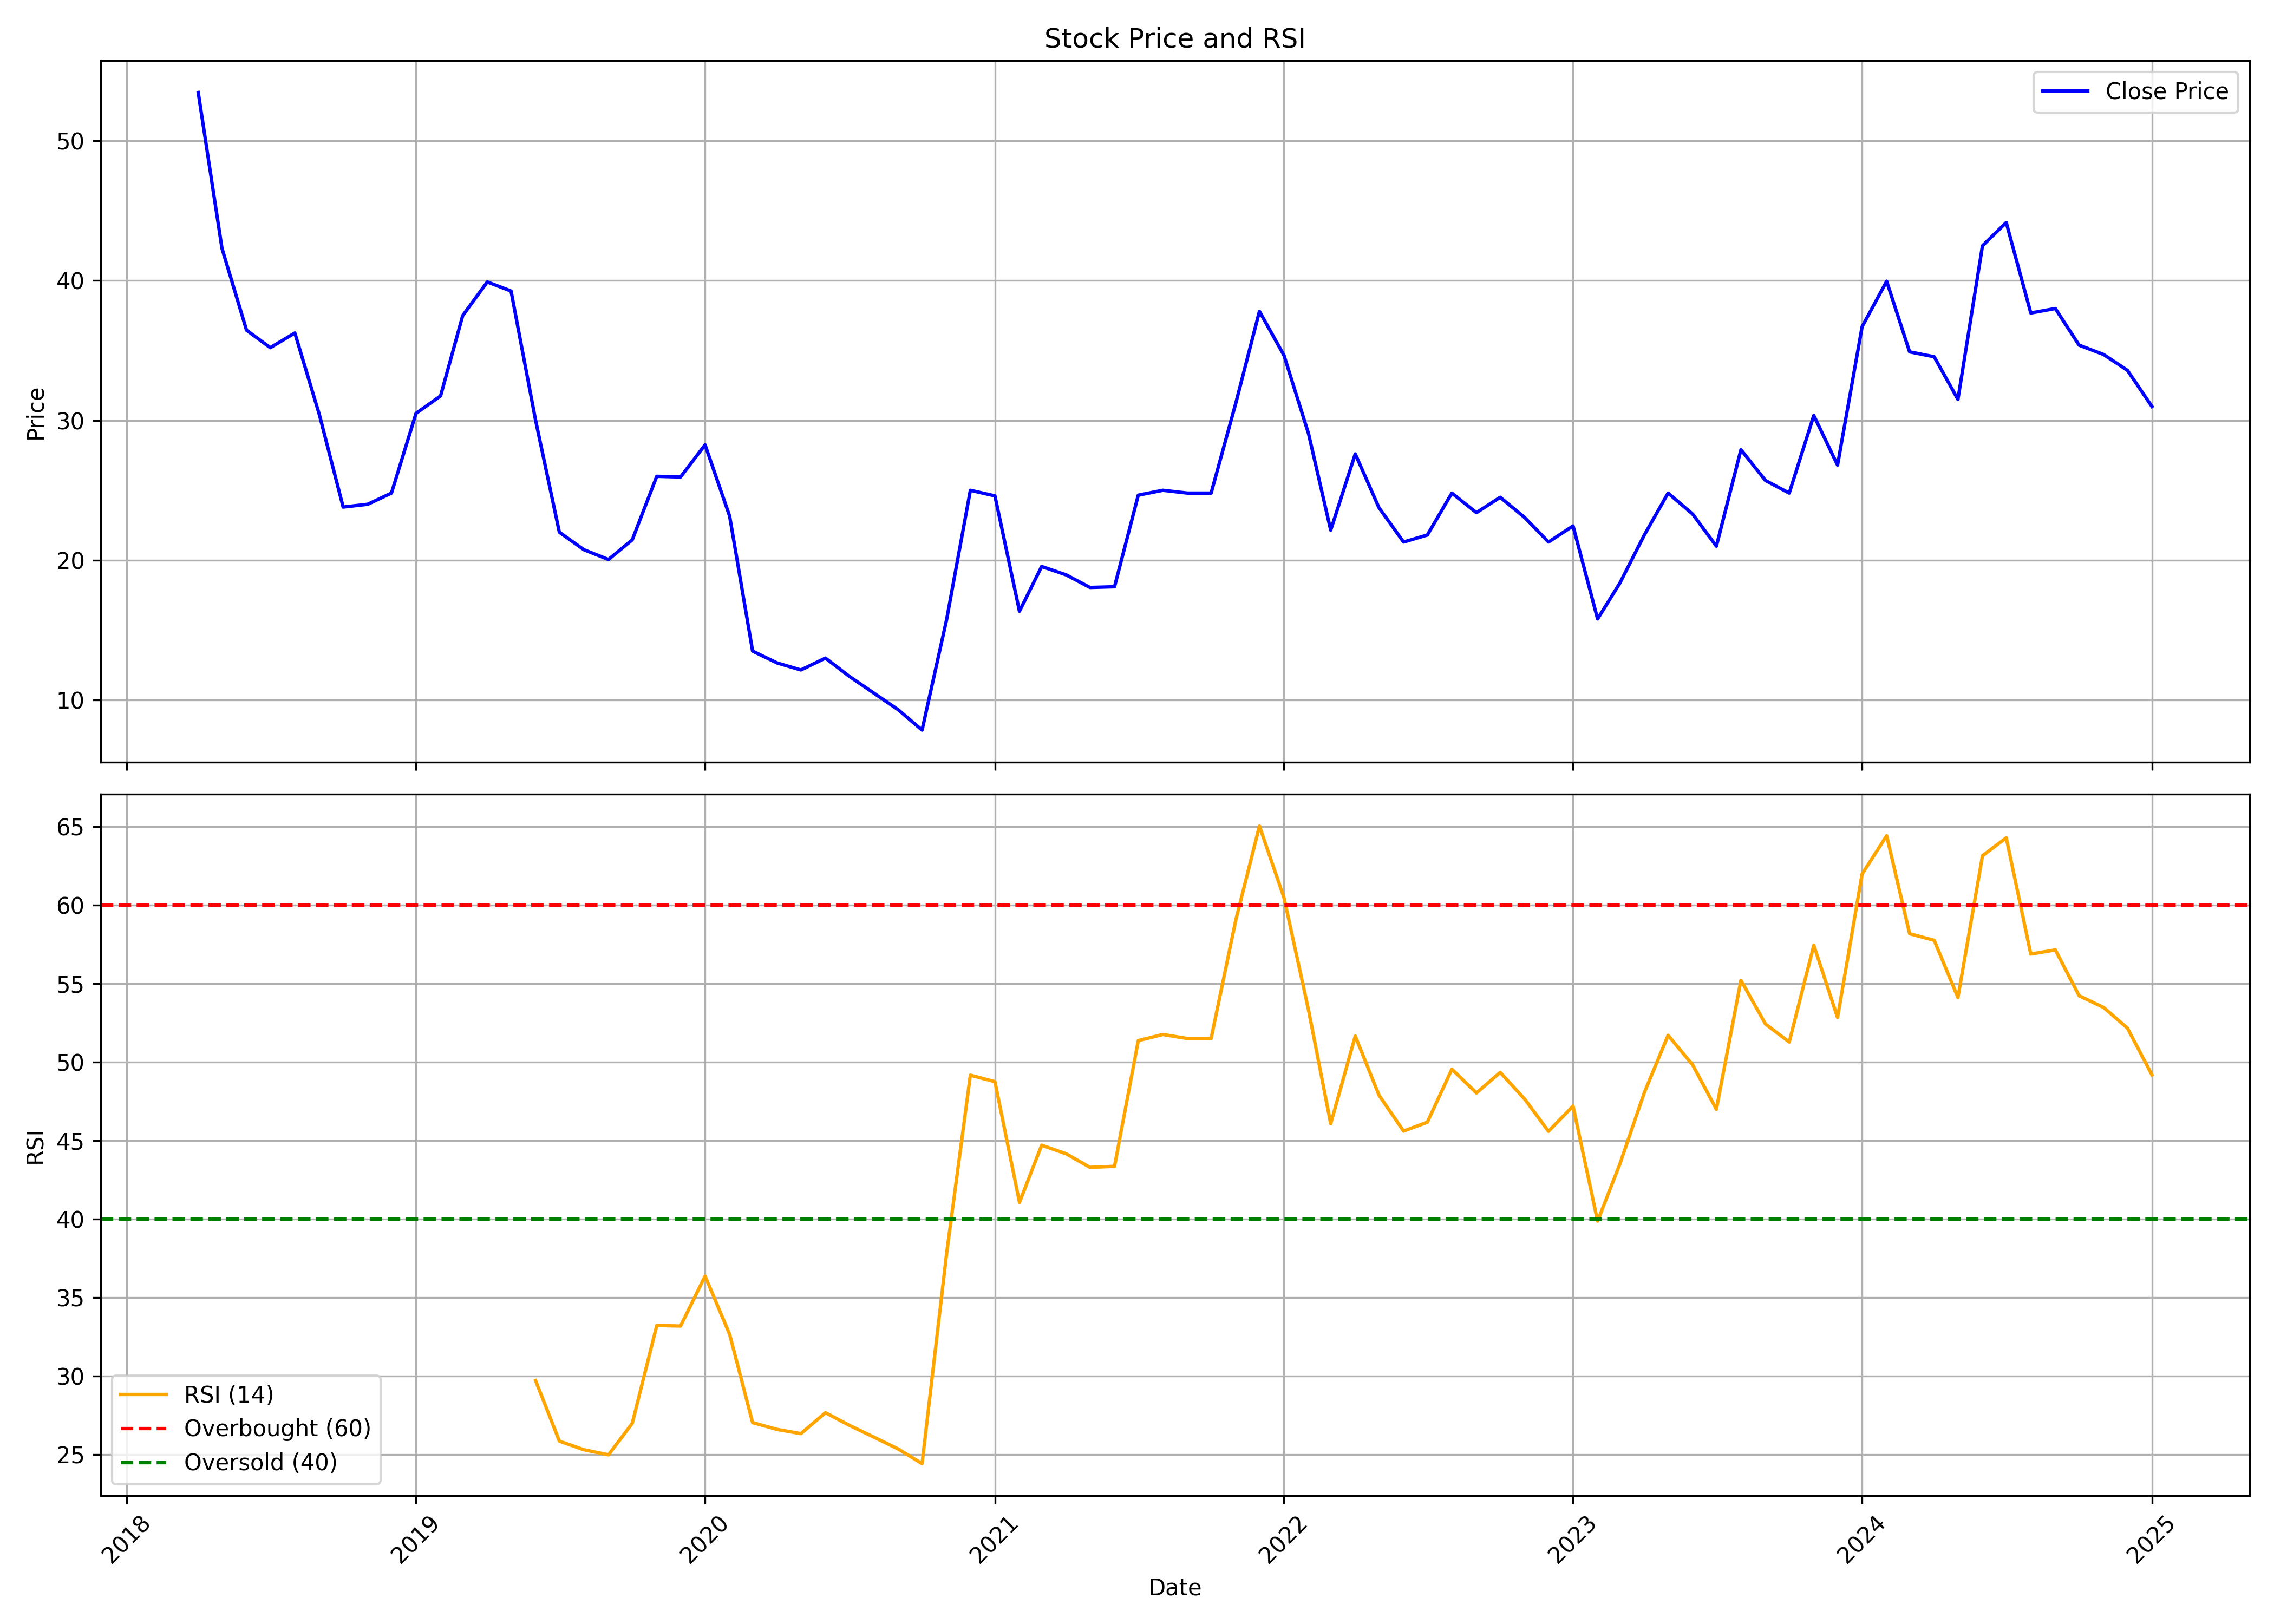 Stock Price and RSI
Close Price
Price
50
40
30
20
10
RSI
65
60
55
50
45
40
35
30
25
RSI (14)
Overbought (60)
Oversold (40)
2018
2019
2020
2021
2022
2023
2024
2025
Date